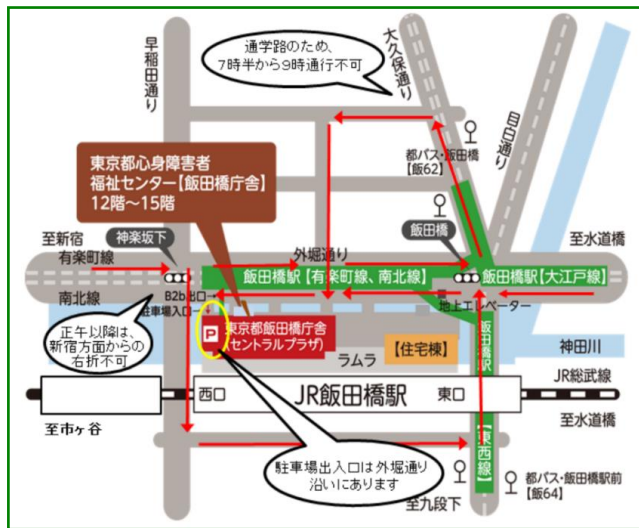 早稲田通り
通学路のため、
7時半から9時通行不可
大久保通り
目白通り
東京都心身障害者
福祉センター【飯田橋庁舎】
12階～15階
都バス・飯田橋
【飯62】
至新宿
神楽坂下
有楽町線
外堀通り
飯田橋
至水道橋
飯田橋駅【有楽町線、南北線】
飯田橋駅【大江戸線】
南北線
B2b出口→
駐車場入口→
地上エレベーター
正午以降は、
新宿方面からの
右折不可
P
東京都飯田橋庁舎
(セントラルプラザ)
【住宅棟】
飯田橋駅
【東西線】
神田川
ラムラ
JR総武線
西口
JR飯田橋駅
東口
至市ヶ谷
至水道橋
駐車場出入口は外堀通り
沿いにあります
至九段下
都バス・飯田橋駅前
【飯64】